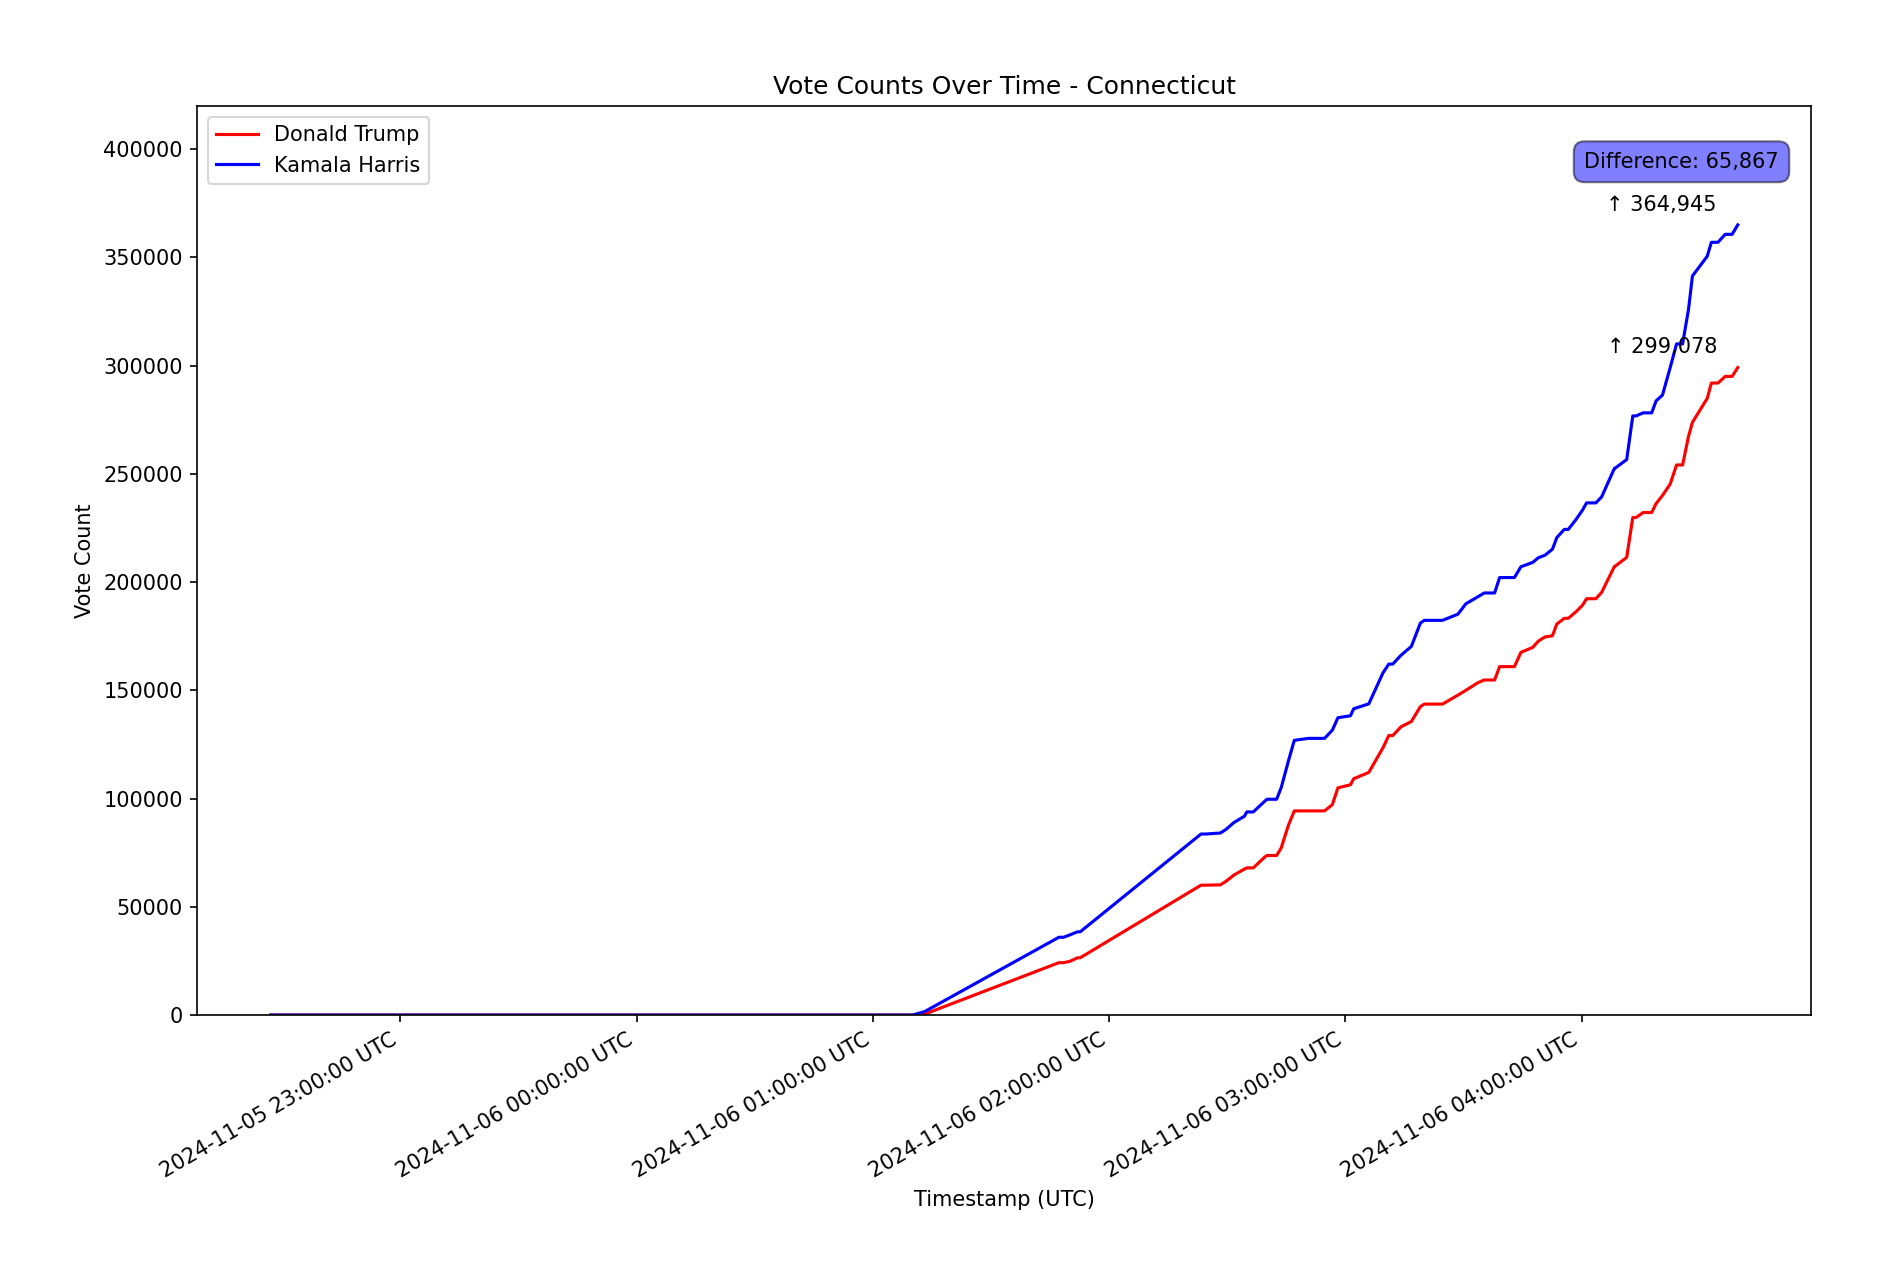 Vote Counts Over Time - Connecticut
Donald Trump
Kamala Harris
Difference: 65,867
↑ 364,945
↑ 299,078
400000
350000
300000
250000
200000
150000
100000
50000
0
Vote Count
2024-11-05 23:00:00 UTC
2024-11-06 00:00:00 UTC
2024-11-06 01:00:00 UTC
2024-11-06 02:00:00 UTC
2024-11-06 03:00:00 UTC
2024-11-06 04:00:00 UTC
Timestamp (UTC)